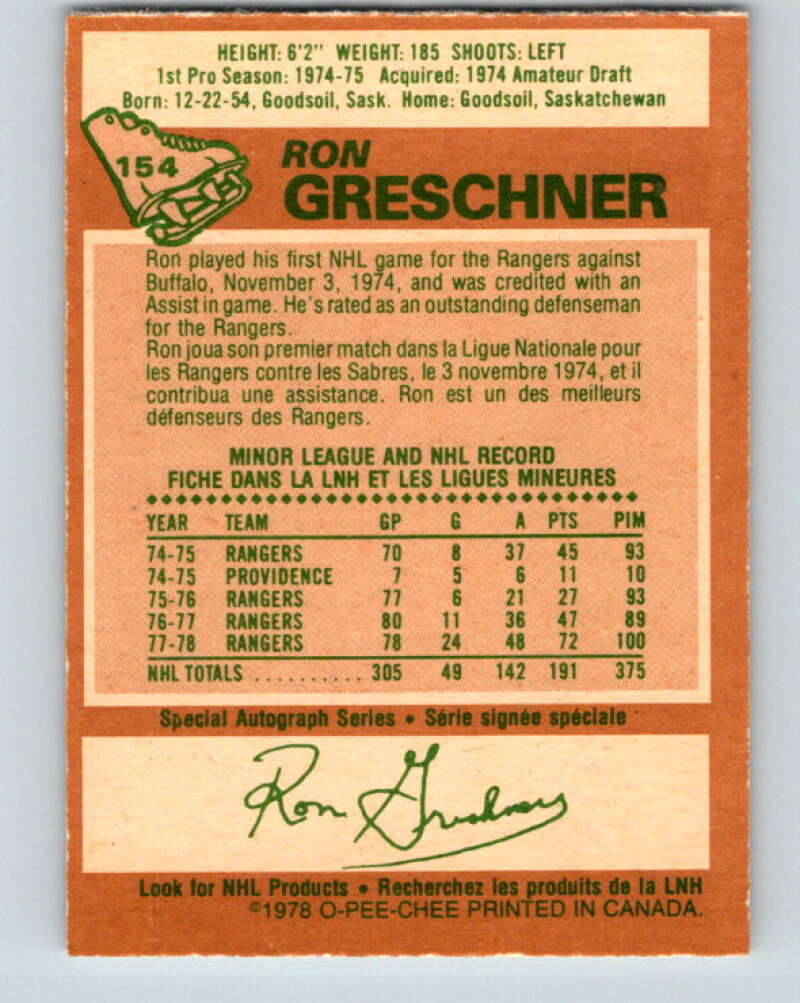 HEIGHT: 6'2" WEIGHT: 185 SHOOTS: LEFT
1st Pro Season: 1974-75 Acquired: 1974 Amateur Draft
Born: 12-22-54, Goodsoil, Sask. Home: Goodsoil, Saskatchewan
154
RON
GRESCHNER
Ron played his first NHL game for the Rangers against
Buffalo, November 3, 1974, and was credited with an
Assist in game. He's rated as an outstanding defenseman
for the Rangers.
Ron joua son premier match dans la Ligue Nationale pour
les Rangers contre les Sabres, le 3 novembre 1974, et il
contribua une assistance. Ron est un des meilleurs
défenseurs des Rangers.
MINOR LEAGUE AND NHL RECORD
FICHE DANS LA LNH ET LES LIGUES MINEURES
YEAR TEAM GP G A PTS PIM
74-75 RANGERS 70 8 37 45 93
74-75 PROVIDENCE 7 5 6 11 10
75-76 RANGERS 77 6 21 27 93
76-77 RANGERS 80 11 36 47 89
77-78 RANGERS 78 24 48 72 100
NHL TOTALS .......... 305 49 142 191 375
Special Autograph Series • Série signée spéciale
Ron Greschner
Look for NHL Products • Recherchez les produits de la LNH
©1978 O-PEE-CHEE PRINTED IN CANADA.